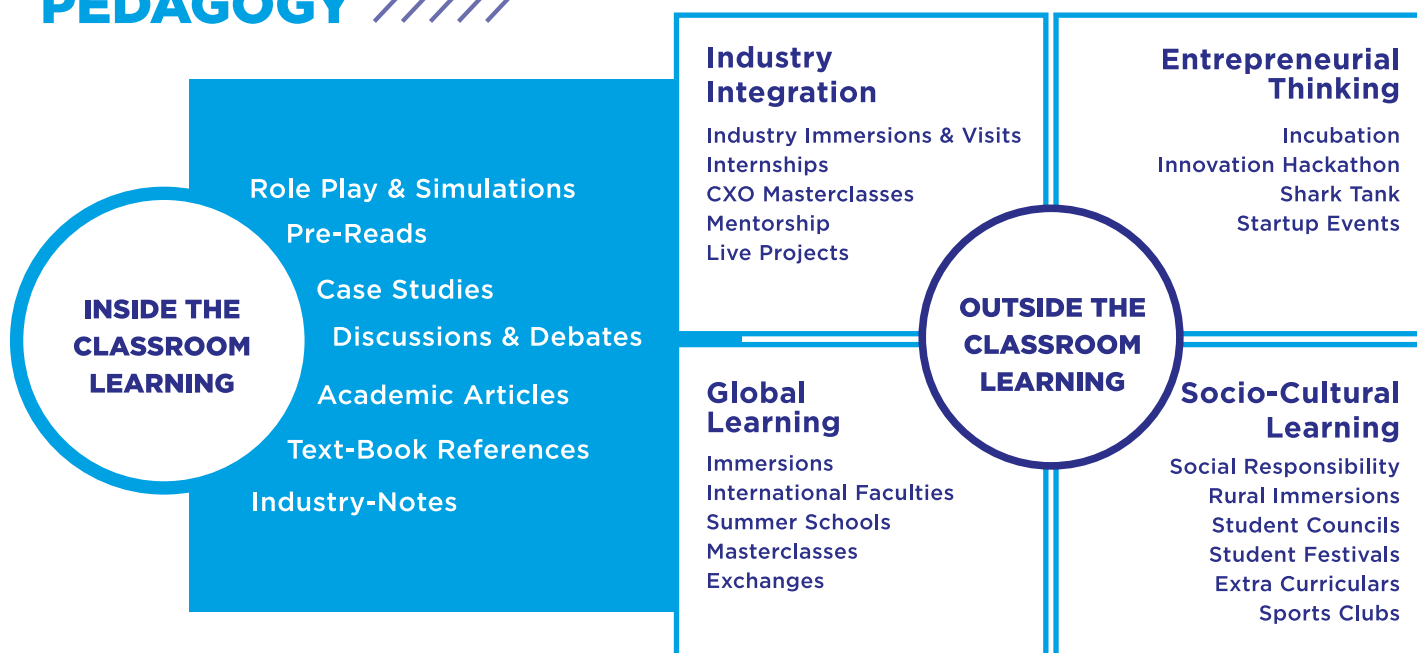 PEDAGOGY
INSIDE THE
CLASSROOM
LEARNING
Role Play & Simulations
Pre-Reads
Case Studies
Discussions & Debates
Academic Articles
Text-Book References
Industry-Notes
Industry
Integration
Industry Immersions & Visits
Internships
CXO Masterclasses
Mentorship
Live Projects
Entrepreneurial
Thinking
Incubation
Innovation Hackathon
Shark Tank
Startup Events
OUTSIDE THE
CLASSROOM
LEARNING
Global
Learning
Immersions
International Faculties
Summer Schools
Masterclasses
Exchanges
Socio-Cultural
Learning
Social Responsibility
Rural Immersions
Student Councils
Student Festivals
Extra Curriculars
Sports Clubs